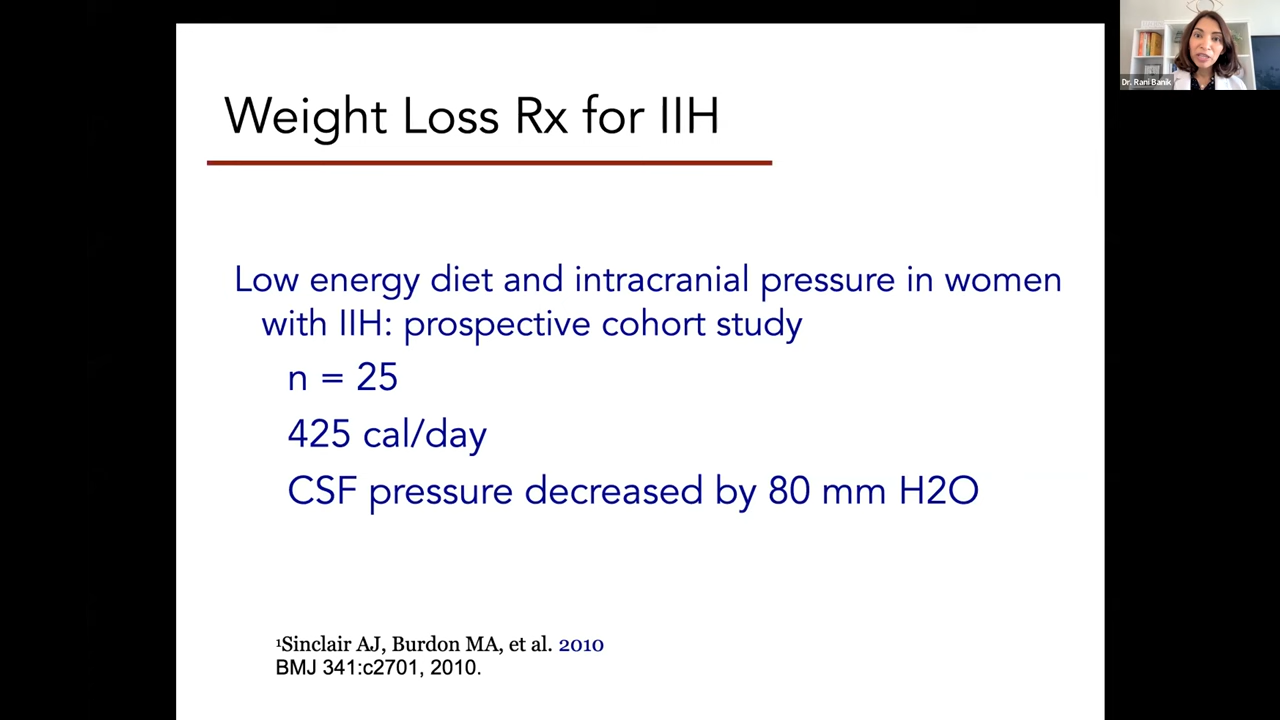 Weight Loss Rx for IIH
Low energy diet and intracranial pressure in women
with IIH: prospective cohort study
n = 25
425 cal/day
CSF pressure decreased by 80 mm H2O
¹Sinclair AJ, Burdon MA, et al. 2010
BMJ 341:c2701, 2010.
Dr. Rani Banik